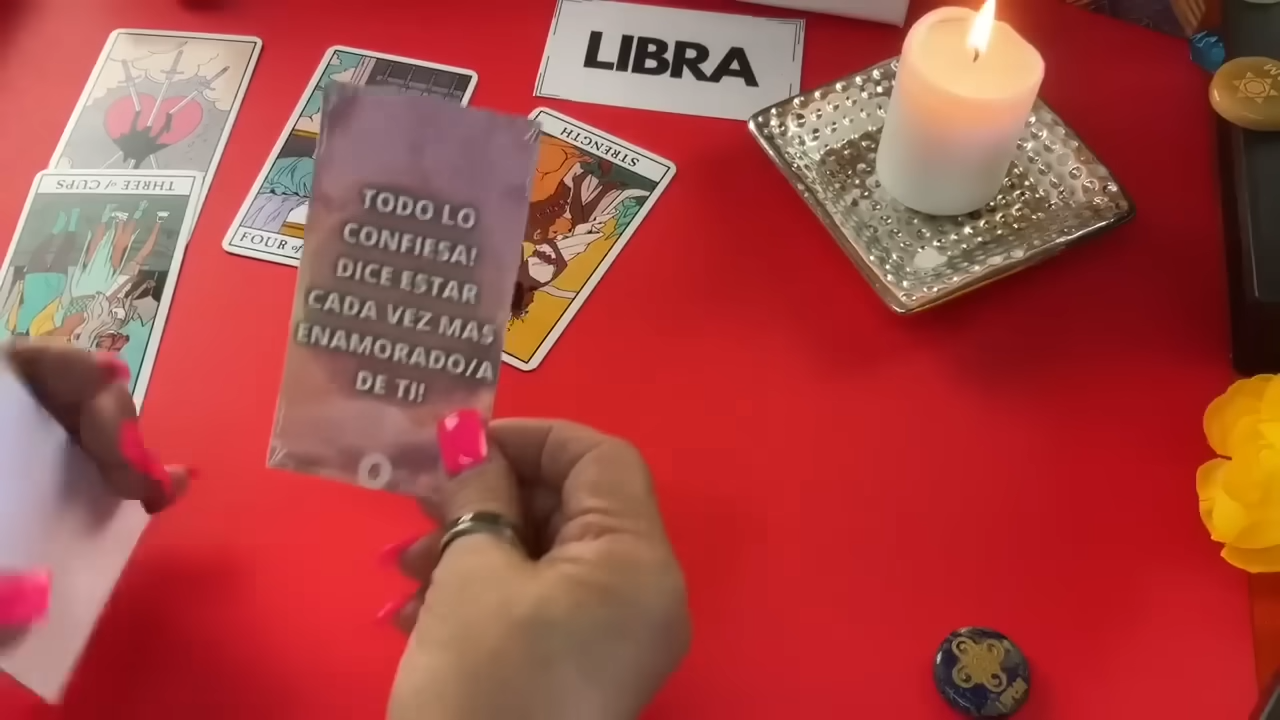 LIBRA
STRENGTH
THREE of CUPS
FOUR of
TODO LO
CONFIESA!
DICE ESTAR
CADA VEZ MAS
ENAMORADO/A
DE TI!